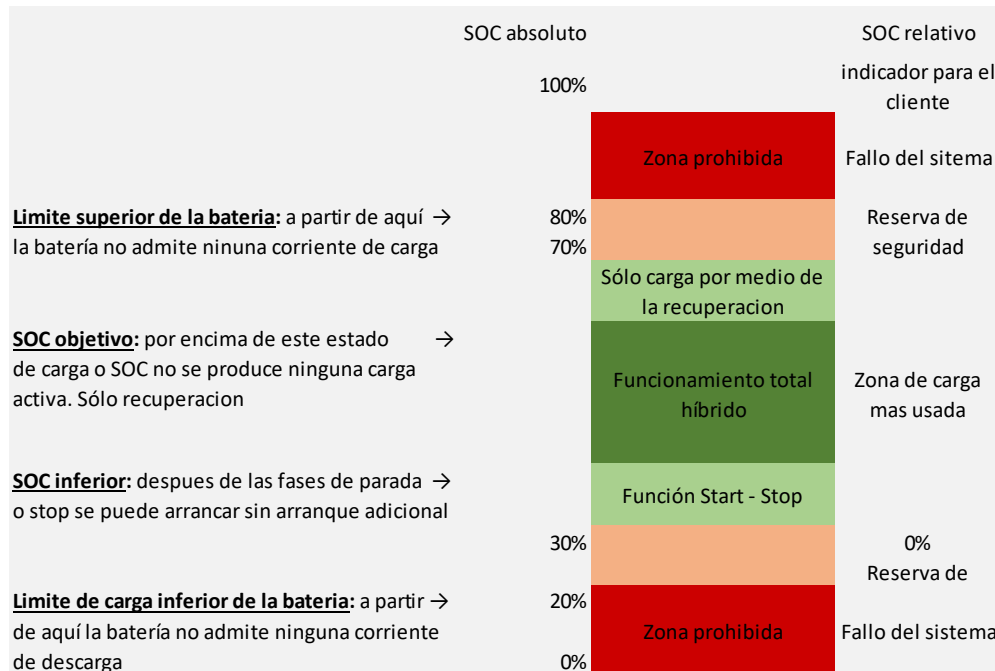 SOC absoluto SOC relativo
100% indicador para el
cliente
Zona prohibida Fallo del sitema
Limite superior de la bateria: a partir de aquí → 80% Reserva de
la batería no admite ninuna corriente de carga 70% seguridad
Sólo carga por medio de
la recuperacion
SOC objetivo: por encima de este estado →
de carga o SOC no se produce ninguna carga Funcionamiento total Zona de carga
activa. Sólo recuperacion híbrido mas usada
SOC inferior: despues de las fases de parada → Función Start - Stop
o stop se puede arrancar sin arranque adicional
30% 0%
Reserva de
Limite de carga inferior de la bateria: a partir → 20%
de aquí la batería no admite ninguna corriente Zona prohibida Fallo del sistema
de descarga 0%